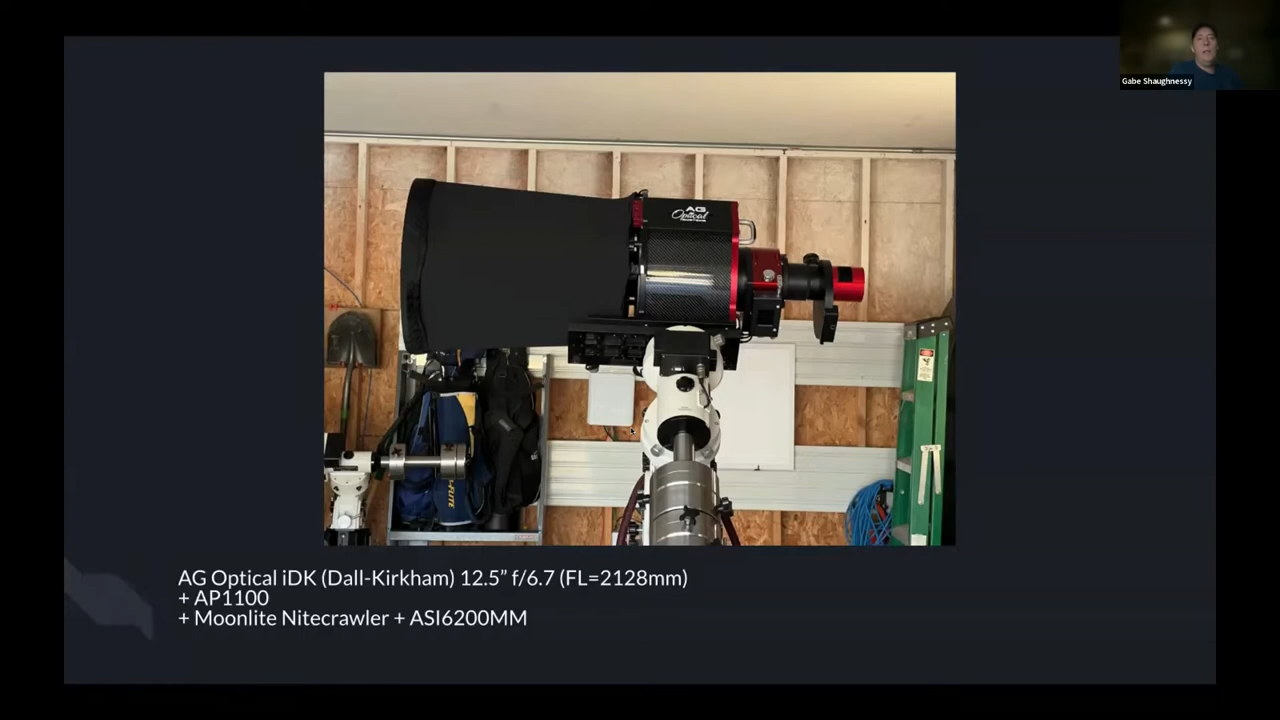 Gabe Shaughnessy
AG
Optical
AG Optical iDK (Dall-Kirkham) 12.5” f/6.7 (FL=2128mm)
+ AP1100
+ Moonlite Nitecrawler + ASI6200MM